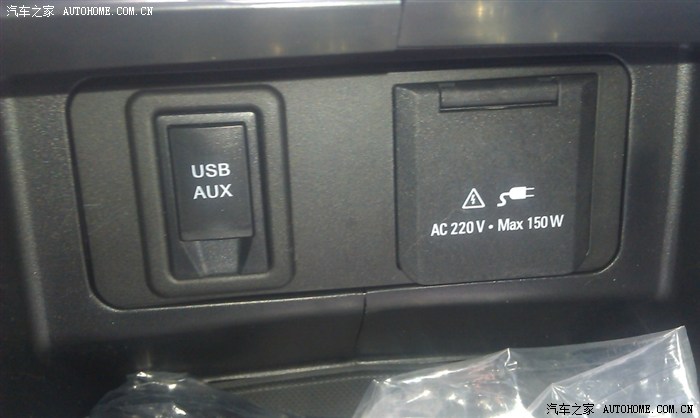 汽车之家 AUTOHOME.COM.CN
USB
AUX
AC 220 V • Max 150 W
汽车之家 AUTOHOME.COM.CN